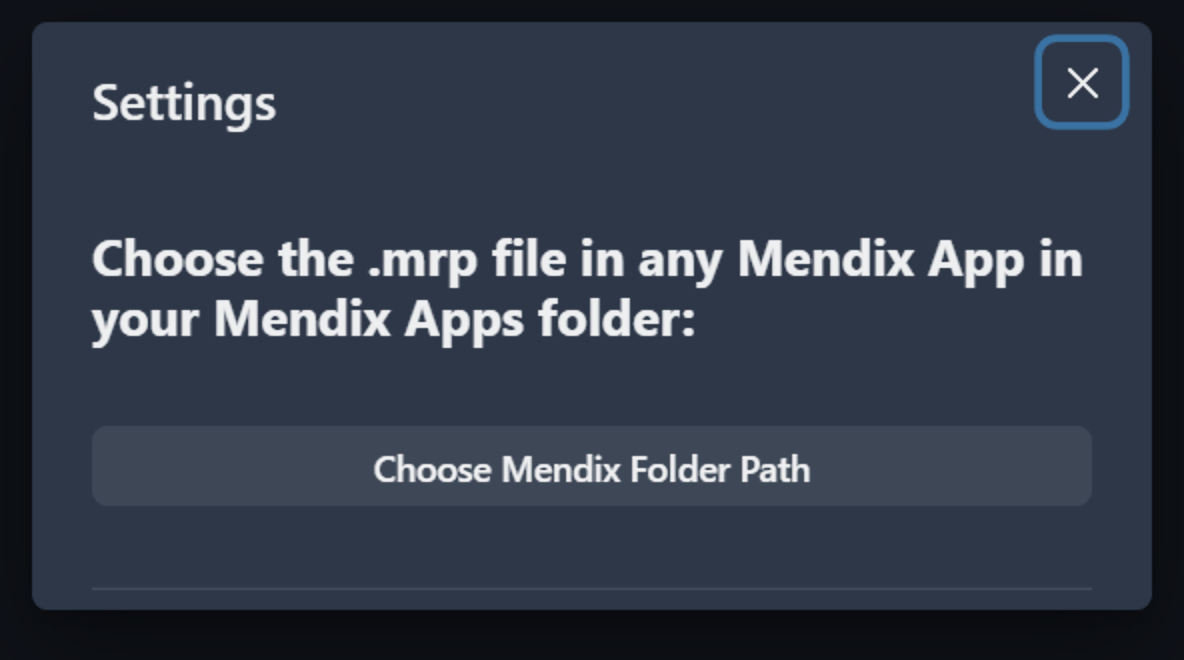 Settings
Choose the .mrp file in any Mendix App in
your Mendix Apps folder:
Choose Mendix Folder Path